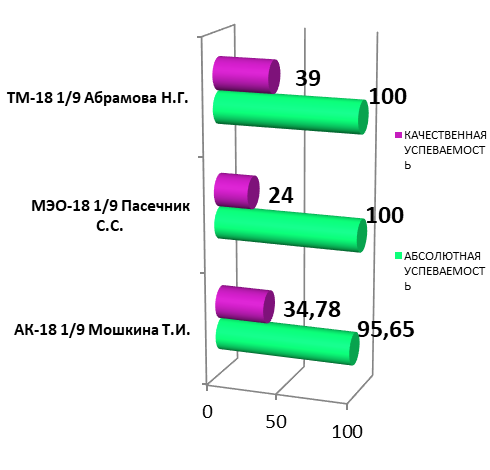 39
ТМ-18 1/9 Абрамова Н.Г.
100
КАЧЕСТВЕННАЯ
УСПЕВАЕМОСТ
Ь
24
МЭО-18 1/9 Пасечник
С.С.
100
АБСОЛЮТНАЯ
УСПЕВАЕМОСТ
Ь
34,78
АК-18 1/9 Мошкина Т.И.
95,65
0
50
100